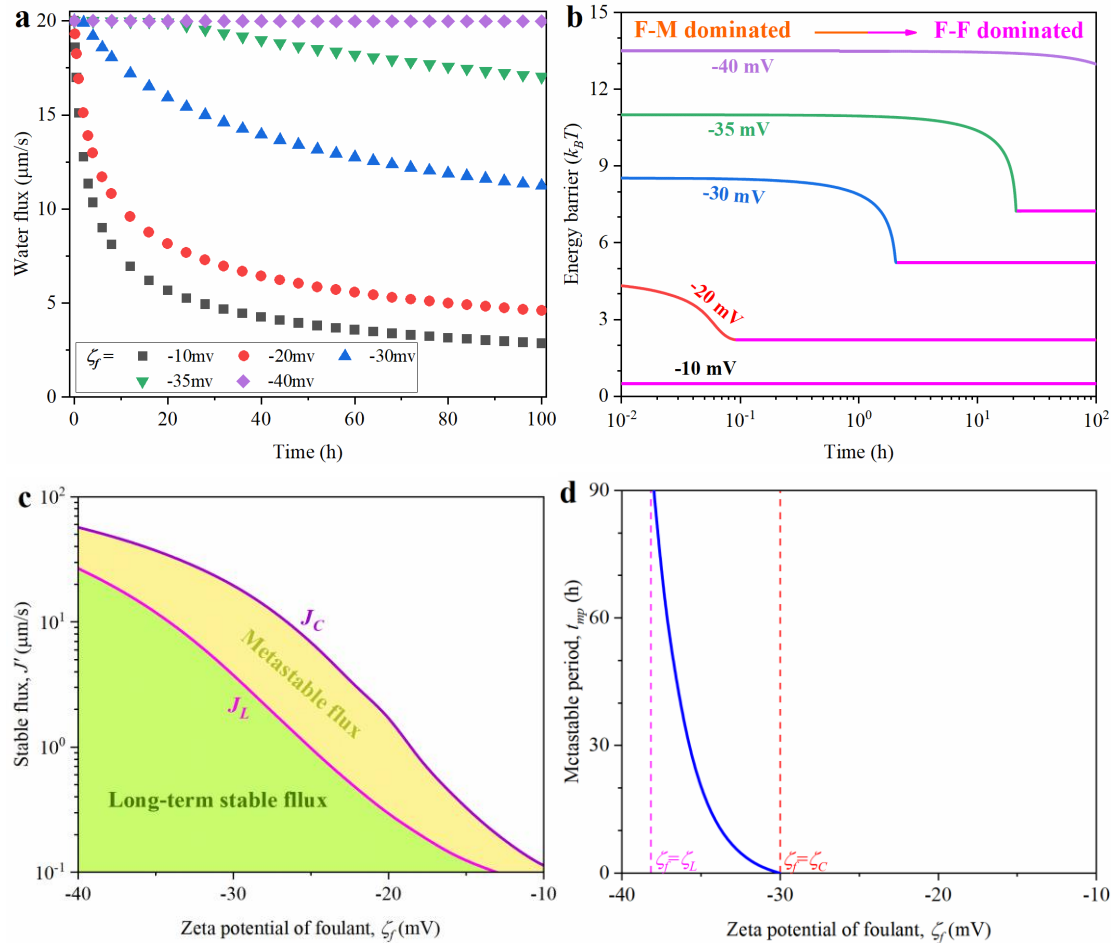 a
20
15
10
5
0
Water flux (μm/s)
ζf =
-10mv
-20mv
-30mv
-35mv
-40mv
0
20
40
60
80
100
Time (h)
b
15
12
9
6
3
0
Energy barrier (kBT)
F-M dominated
F-F dominated
-40 mV
-35 mV
-30 mV
-20 mV
-10 mV
10⁻²
10⁻¹
10⁰
10¹
10²
Time (h)
c
10²
10¹
10⁰
10⁻¹
Stable flux, J' (μm/s)
JC
Metastable flux
JL
Long-term stable fllux
-40
-30
-20
-10
Zeta potential of foulant, ζf (mV)
d
90
60
30
0
Metastable period, tmp (h)
ζf=ζL
ζf=ζC
-40
-30
-20
-10
Zeta potential of foulant, ζf (mV)